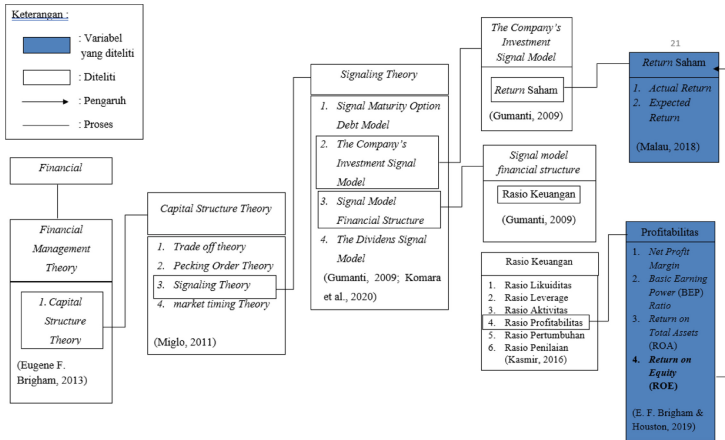 Keterangan :
: Variabel
yang diteliti
: Diteliti
: Pengaruh
: Proses
Financial
Financial
Management
Theory
1. Capital
Structure
Theory
(Eugene F.
Brigham, 2013)
Capital Structure Theory
1. Trade off theory
2. Pecking Order Theory
3. Signaling Theory
4. market timing Theory
(Miglo, 2011)
Signaling Theory
1. Signal Maturity Option
Debt Model
2. The Company's
Investment Signal
Model
3. Signal Model
Financial Structure
4. The Dividens Signal
Model
(Gumanti, 2009; Komara
et al., 2020)
The Company's
Investment
Signal Model
Return Saham
(Gumanti, 2009)
Signal model
financial structure
Rasio Keuangan
(Gumanti, 2009)
Rasio Keuangan
1. Rasio Likuiditas
2. Rasio Leverage
3. Rasio Aktivitas
4. Rasio Profitabilitas
5. Rasio Pertumbuhan
6. Rasio Penilaian
(Kasmir, 2016)
21
Return Saham
1. Actual Return
2. Expected
Return
(Malau, 2018)
Profitabilitas
1. Net Profit
Margin
2. Basic Earning
Power (BEP)
Ratio
3. Return on
Total Assets
(ROA)
4. Return on
Equity
(ROE)
(E. F. Brigham &
Houston, 2019)